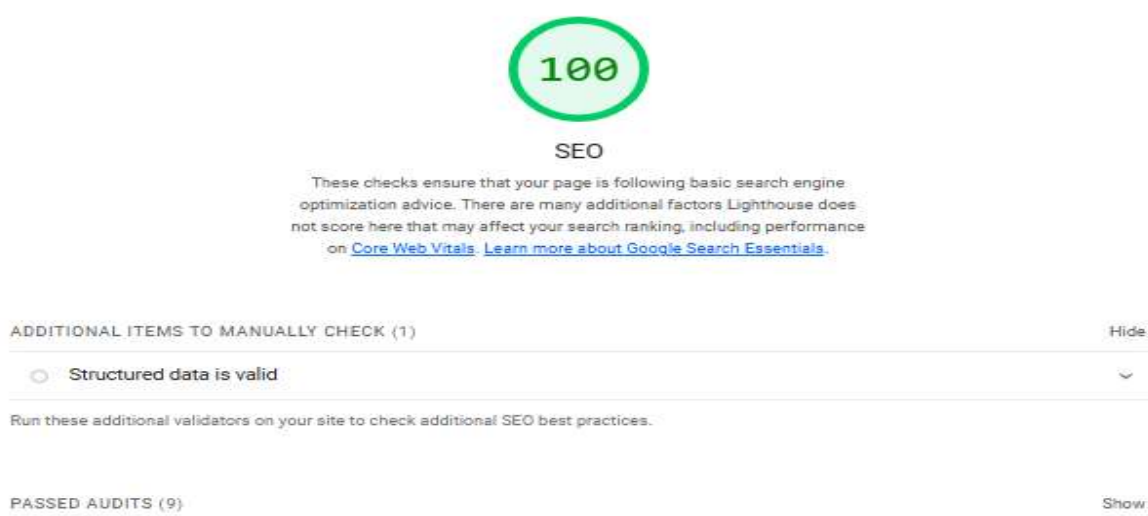 100
SEO
These checks ensure that your page is following basic search engine
optimization advice. There are many additional factors Lighthouse does
not score here that may affect your search ranking, including performance
on Core Web Vitals. Learn more about Google Search Essentials.
ADDITIONAL ITEMS TO MANUALLY CHECK (1) Hide
Structured data is valid
Run these additional validators on your site to check additional SEO best practices.
PASSED AUDITS (9) Show